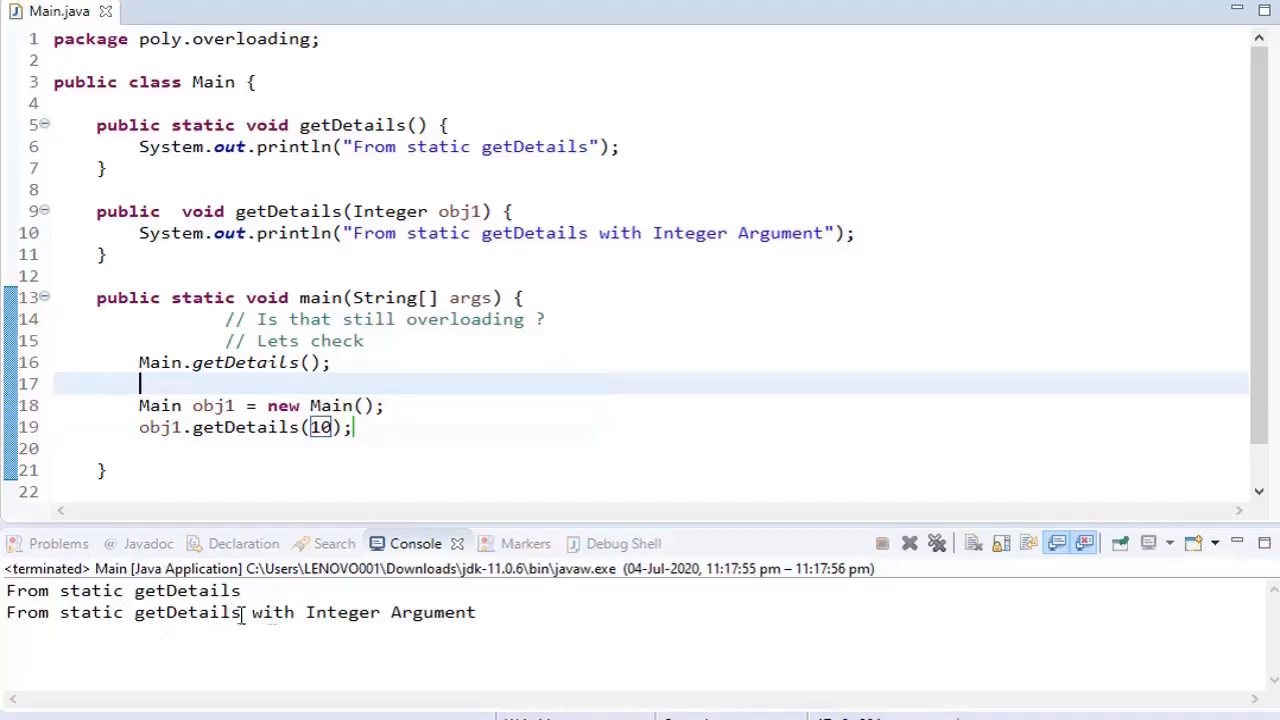 Main.java
1 package poly.overloading;
2
3 public class Main {
4
5 public static void getDetails() {
6 System.out.println("From static getDetails");
7 }
8
9 public  void getDetails(Integer obj1) {
10 System.out.println("From static getDetails with Integer Argument");
11 }
12
13 public static void main(String[] args) {
14 // Is that still overloading ?
15 // Lets check
16 Main.getDetails();
17
18 Main obj1 = new Main();
19 obj1.getDetails(10);
20
21 }
22
Problems @ Javadoc Declaration Search Console Markers Debug Shell
<terminated> Main [Java Application] C:\Users\LENOVO001\Downloads\jdk-11.0.6\bin\javaw.exe (04-Jul-2020, 11:17:55 pm – 11:17:56 pm)
From static getDetails
From static getDetails with Integer Argument